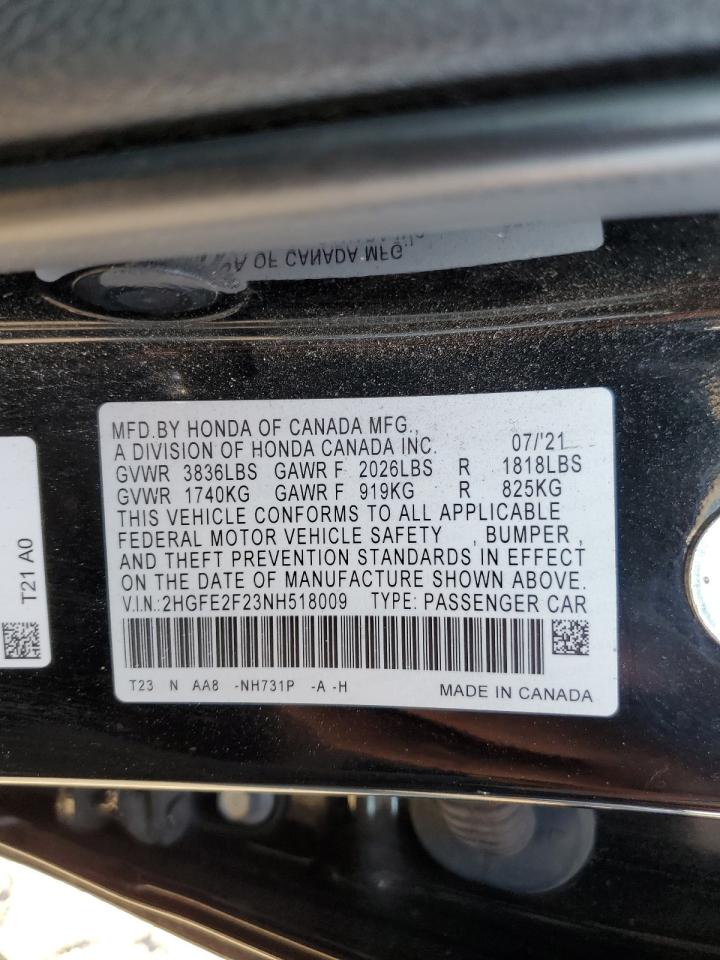 A OF CANADA MFG.
MFD.BY HONDA OF CANADA MFG.,
A DIVISION OF HONDA CANADA INC. 07/'21
GVWR 3836LBS GAWR F 2026LBS R 1818LBS
GVWR 1740KG GAWR F 919KG R 825KG
THIS VEHICLE CONFORMS TO ALL APPLICABLE
FEDERAL MOTOR VEHICLE SAFETY , BUMPER ,
AND THEFT PREVENTION STANDARDS IN EFFECT
ON THE DATE OF MANUFACTURE SHOWN ABOVE.
V.I.N.:2HGFE2F23NH518009 TYPE: PASSENGER CAR
T23 N AA8 -NH731P -A -H MADE IN CANADA
T21 A0